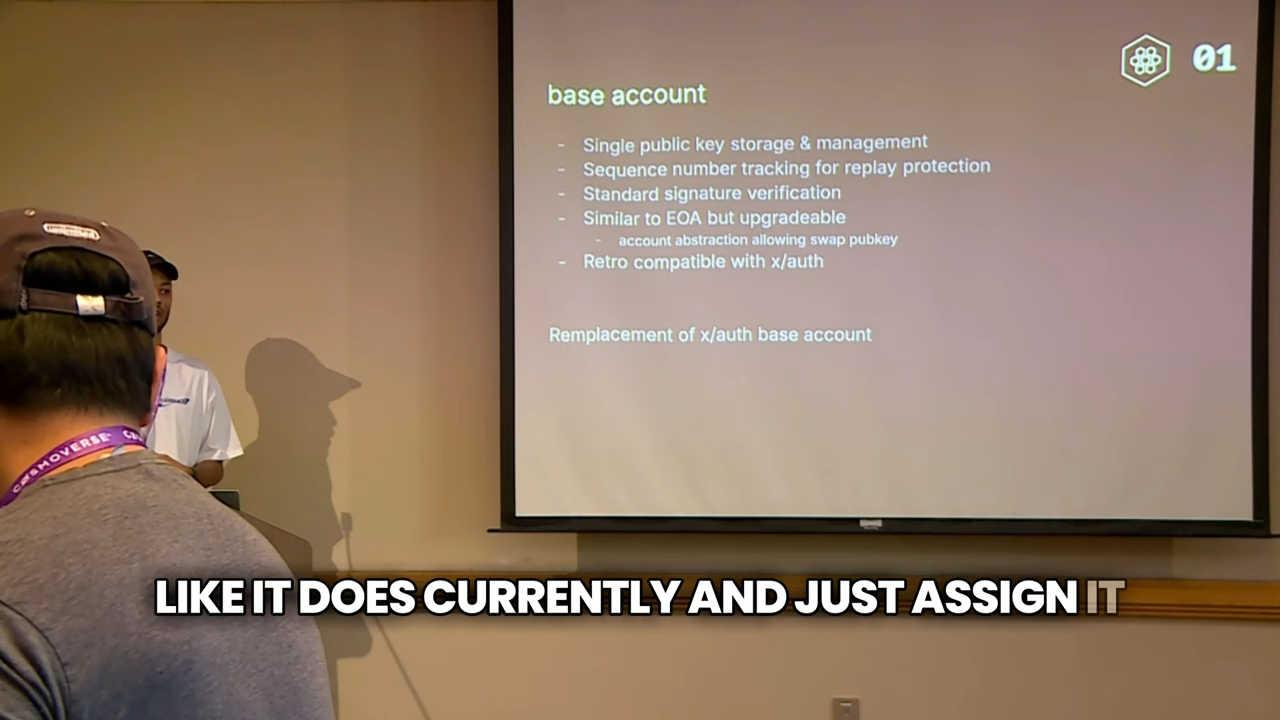 01
base account
- Single public key storage & management
- Sequence number tracking for replay protection
- Standard signature verification
- Similar to EOA but upgradeable
- account abstraction allowing swap pubkey
- Retro compatible with x/auth
Remplacement of x/auth base account
COSMOVERSE
LIKE IT DOES CURRENTLY AND JUST ASSIGN IT